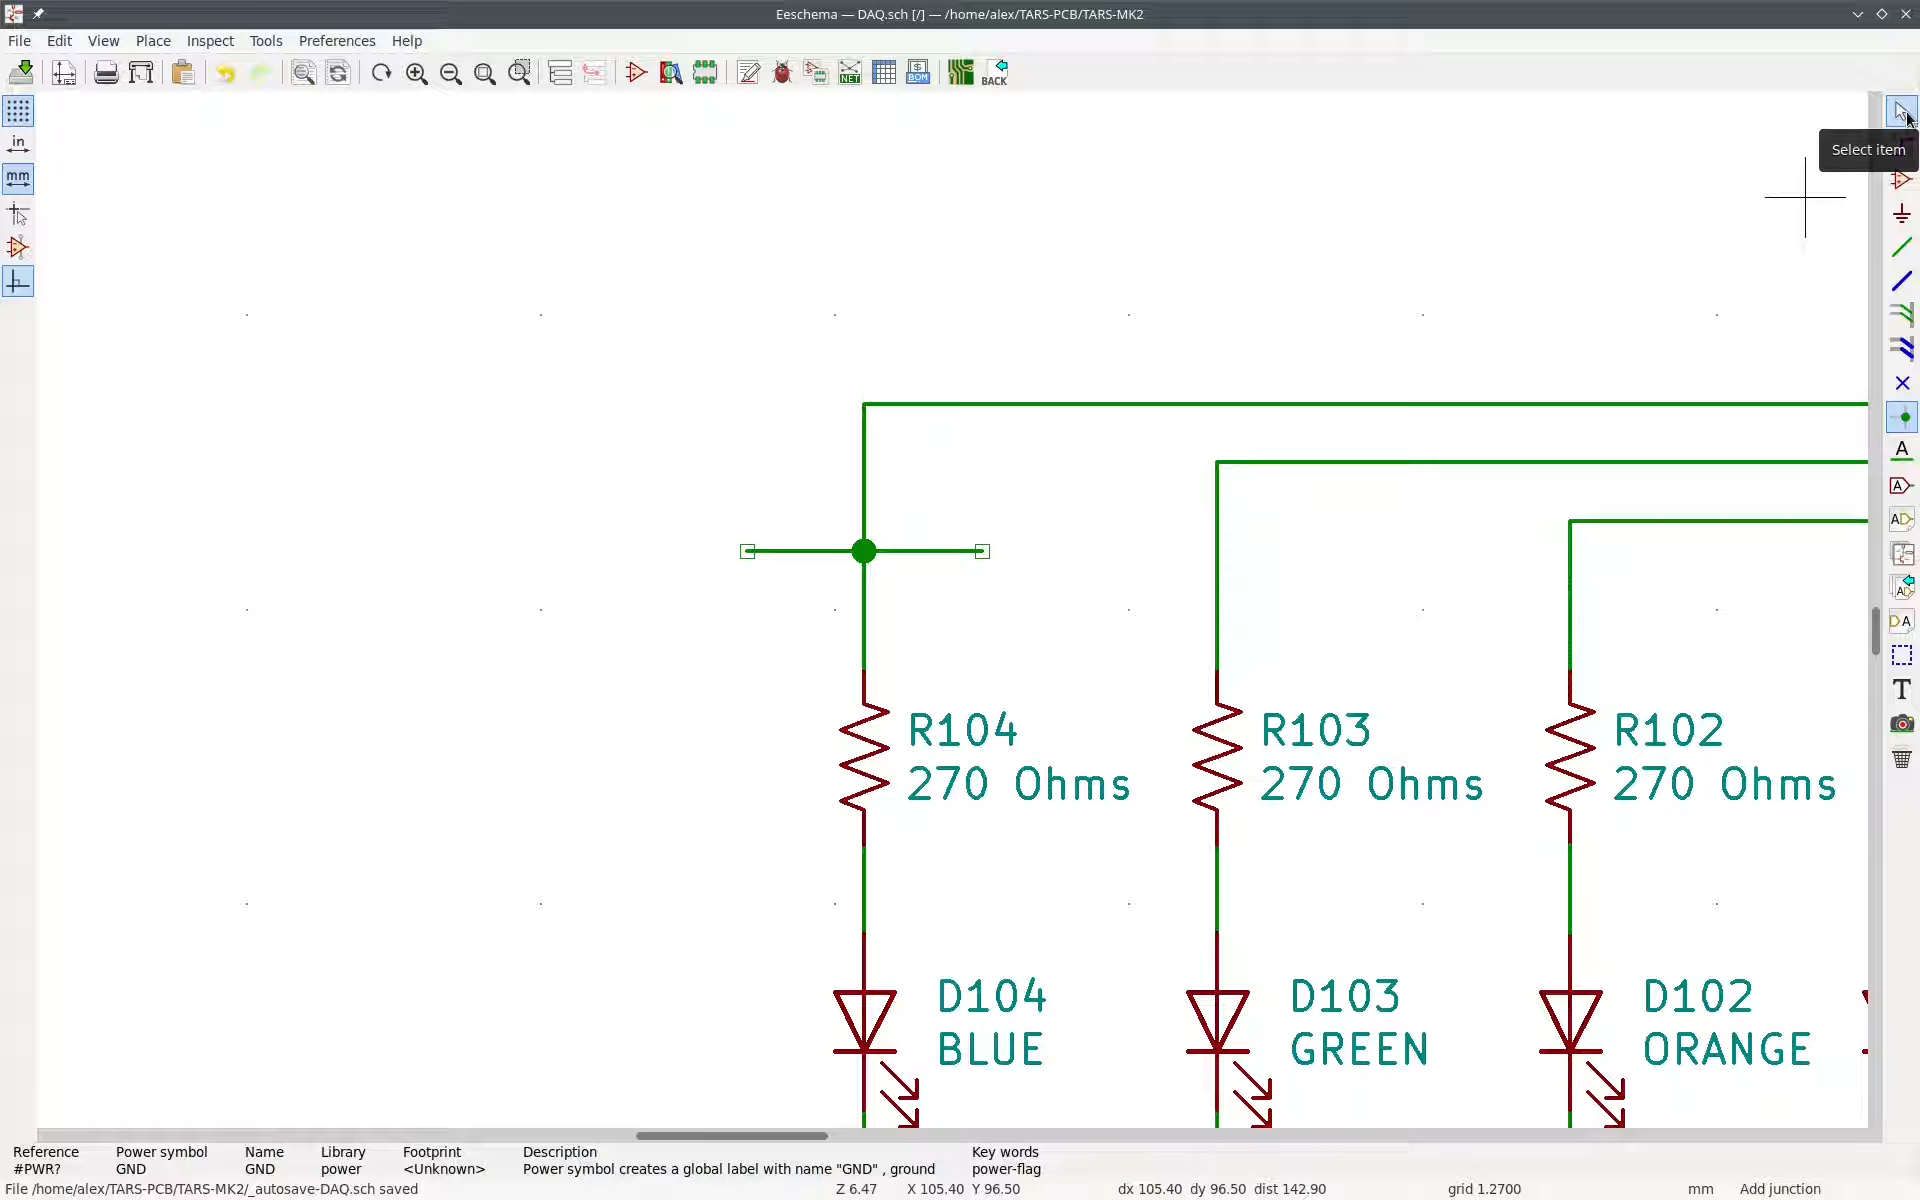 Eeschema — DAQ.sch [/] — /home/alex/TARS-PCB/TARS-MK2
File Edit View Place Inspect Tools Preferences Help
NET
BOM
BACK
in
mm
Select item
A
A
A
A
A
T
R104
270 Ohms
R103
270 Ohms
R102
270 Ohms
D104
BLUE
D103
GREEN
D102
ORANGE
Reference Power symbol Name Library Footprint Description Key words
#PWR? GND GND power <Unknown> Power symbol creates a global label with name "GND" , ground power-flag
File /home/alex/TARS-PCB/TARS-MK2/_autosave-DAQ.sch saved Z 6.47 X 105.40 Y 96.50 dx 105.40 dy 96.50 dist 142.90 grid 1.2700 mm Add junction